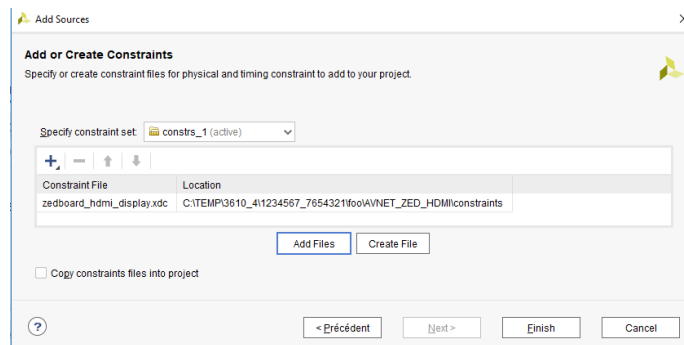 Add Sources
Add or Create Constraints
Specify or create constraint files for physical and timing constraint to add to your project.
Specify constraint set: constrs_1 (active)
Constraint File Location
zedboard_hdmi_display.xdc C:\TEMP\3610_4\1234567_7654321\foo\AVNET_ZED_HDMI\constraints
Add Files Create File
Copy constraints files into project
? < Précédent Next > Finish Cancel